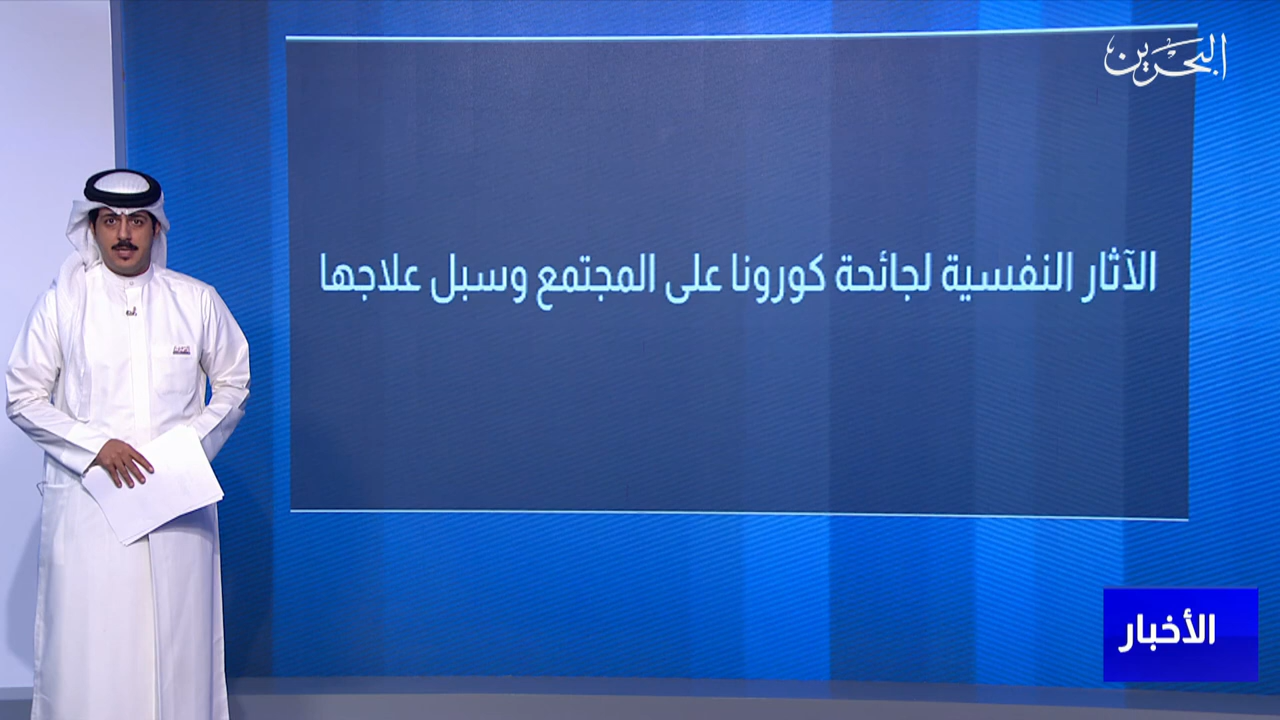 البحرين
الآثار النفسية لجائحة كورونا على المجتمع وسبل علاجها
الأخبار